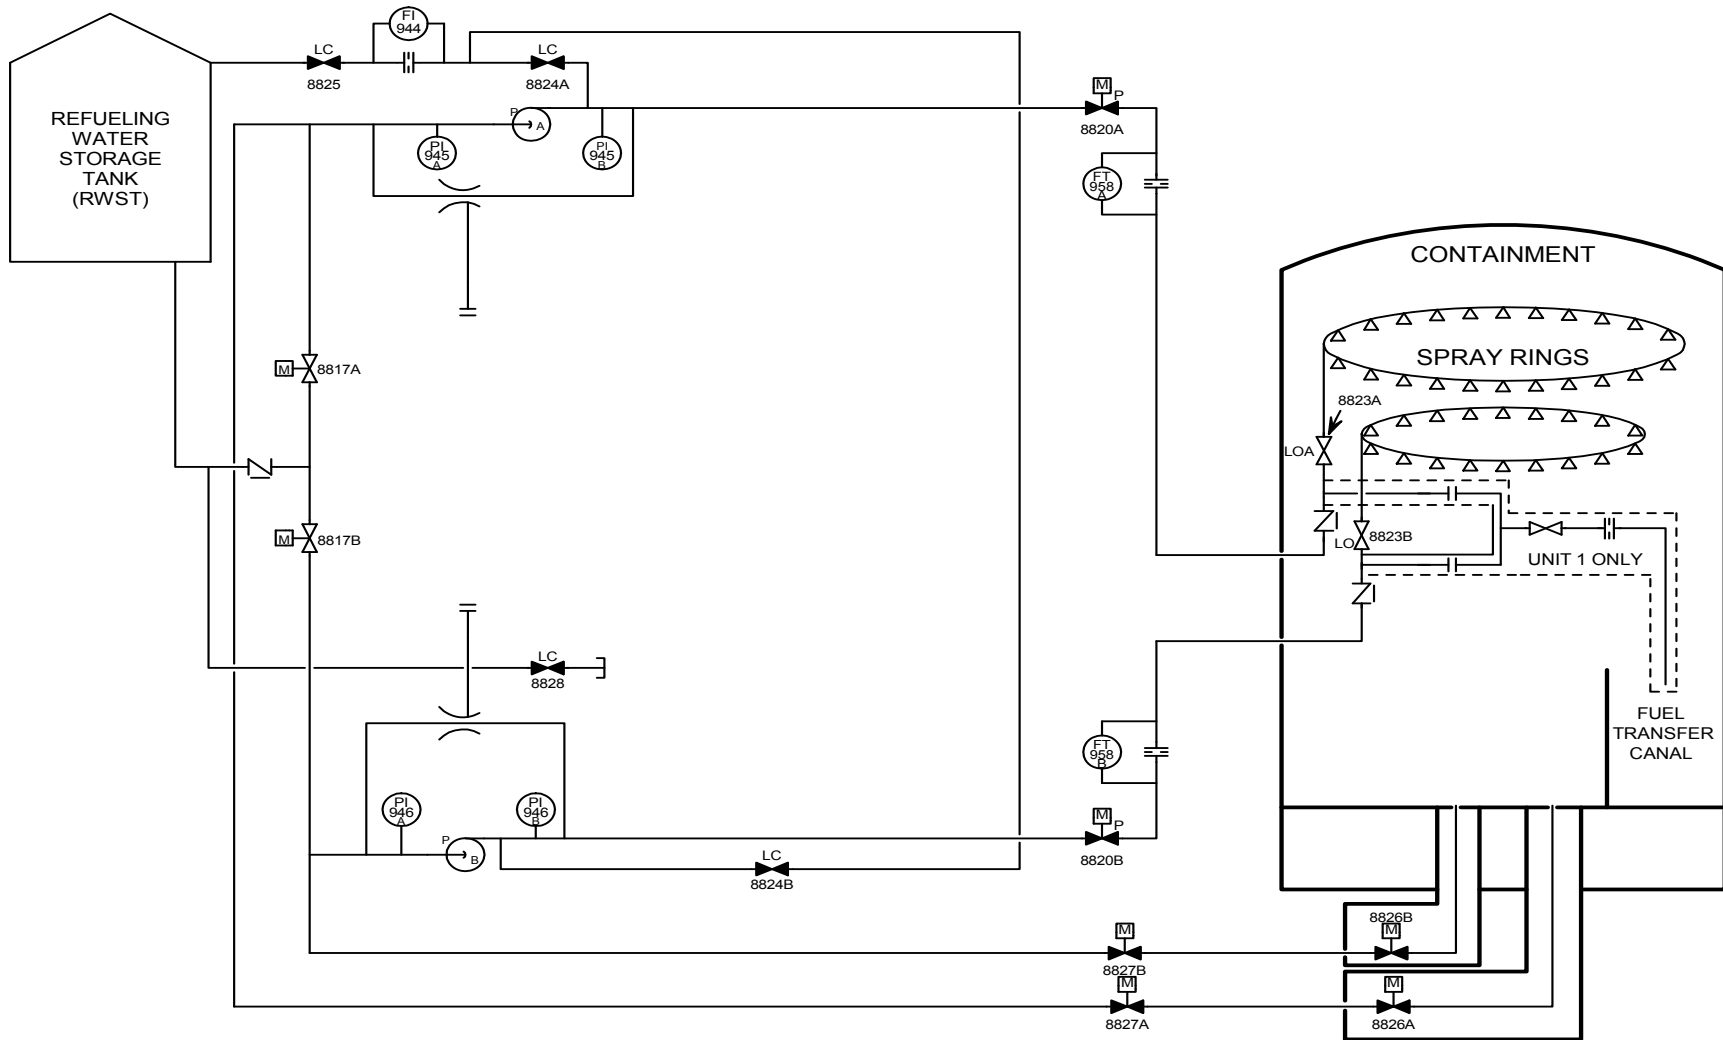 FI
944
LC
8825
LC
8824A
REFUELING
WATER
STORAGE
TANK
(RWST)
P
A
PI
945
A
PI
945
B
M
P
8820A
FT
958
A
CONTAINMENT
SPRAY RINGS
8823A
LOA
LO
8823B
UNIT 1 ONLY
FUEL
TRANSFER
CANAL
M
8817A
M
8817B
LC
8828
FT
958
B
PI
946
A
PI
946
B
P
B
M
P
8820B
LC
8824B
8826B
M
M
8827B
M
8827A
M
8826A